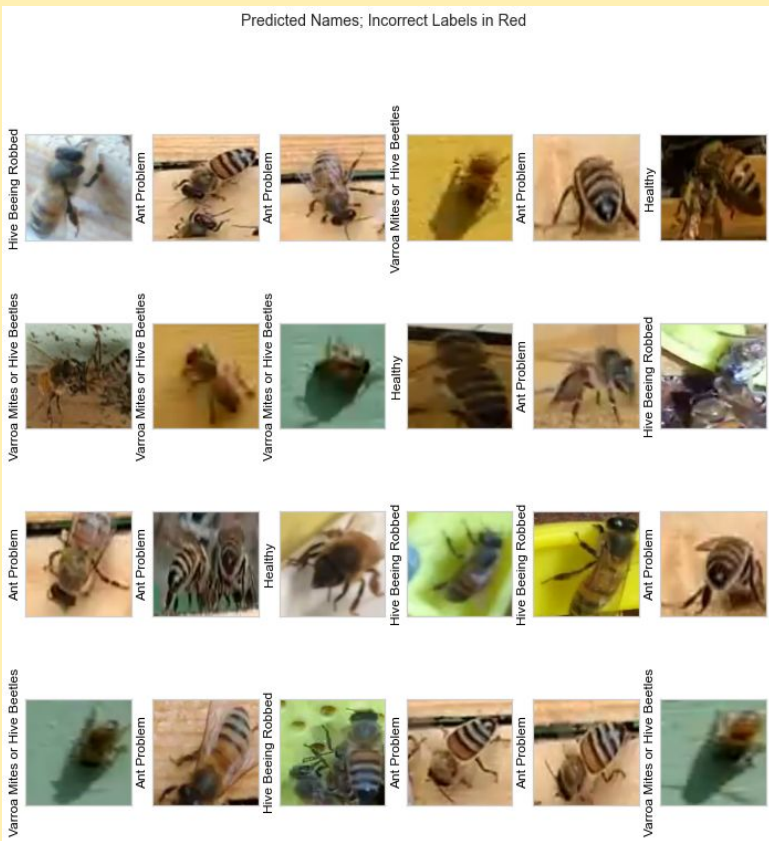 Predicted Names; Incorrect Labels in Red
Hive Beeing Robbed
Ant Problem
Ant Problem
Varroa Mites or Hive Beetles
Ant Problem
Healthy
Varroa Mites or Hive Beetles
Varroa Mites or Hive Beetles
Varroa Mites or Hive Beetles
Healthy
Ant Problem
Hive Beeing Robbed
Ant Problem
Ant Problem
Healthy
Hive Beeing Robbed
Hive Beeing Robbed
Ant Problem
Varroa Mites or Hive Beetles
Ant Problem
Hive Beeing Robbed
Ant Problem
Ant Problem
Varroa Mites or Hive Beetles